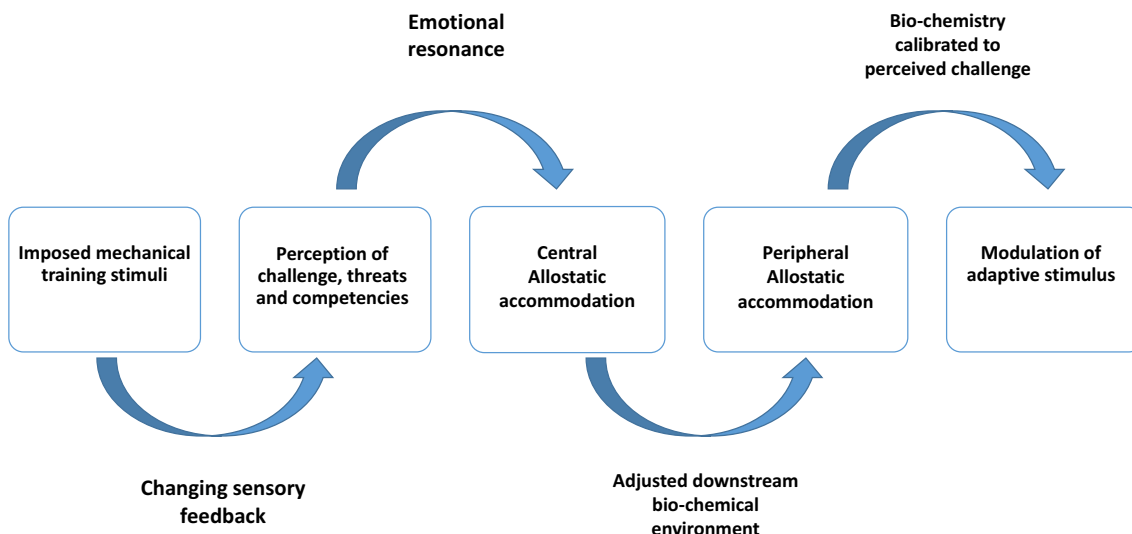 Emotional
resonance
Bio-chemistry
calibrated to
perceived challenge
Imposed mechanical
training stimuli
Perception of
challenge, threats
and competencies
Central
Allostatic
accommodation
Peripheral
Allostatic
accommodation
Modulation of
adaptive stimulus
Changing sensory
feedback
Adjusted downstream
bio-chemical
environment